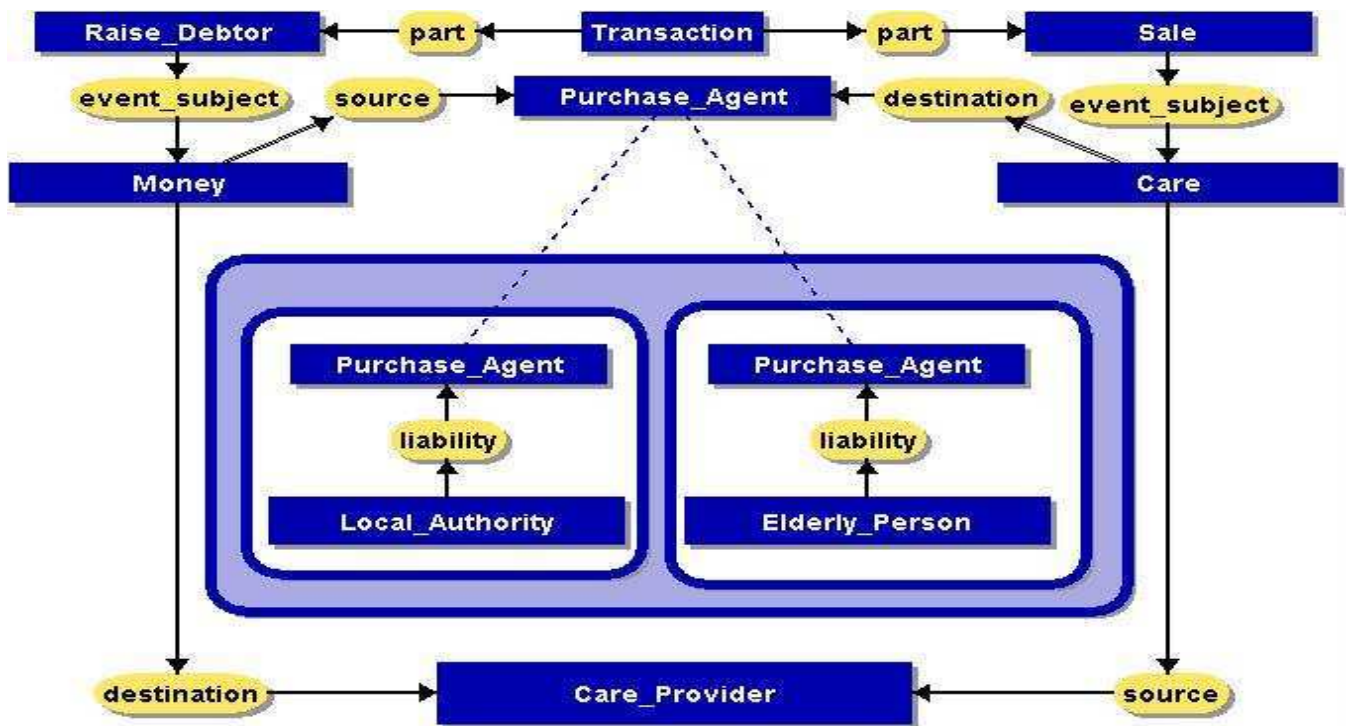 Raise_Debtor part Transaction part Sale
event_subject source Purchase_Agent destination event_subject
Money Care
Purchase_Agent Purchase_Agent
liability liability
Local_Authority Elderly_Person
destination Care_Provider source